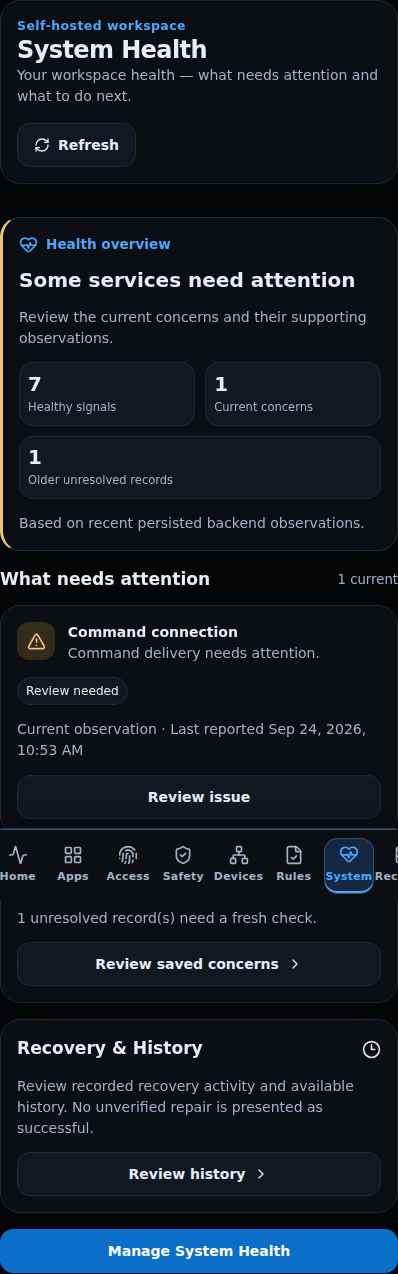 Self-hosted workspace
System Health
Your workspace health — what needs attention and
what to do next.
Refresh
Health overview
Some services need attention
Review the current concerns and their supporting
observations.
7
Healthy signals
1
Current concerns
1
Older unresolved records
Based on recent persisted backend observations.
What needs attention
1 current
Command connection
Command delivery needs attention.
Review needed
Current observation · Last reported Sep 24, 2026,
10:53 AM
Review issue
Home
Apps
Access
Safety
Devices
Rules
System
Rec
1 unresolved record(s) need a fresh check.
Review saved concerns
Recovery & History
Review recorded recovery activity and available
history. No unverified repair is presented as
successful.
Review history
Manage System Health